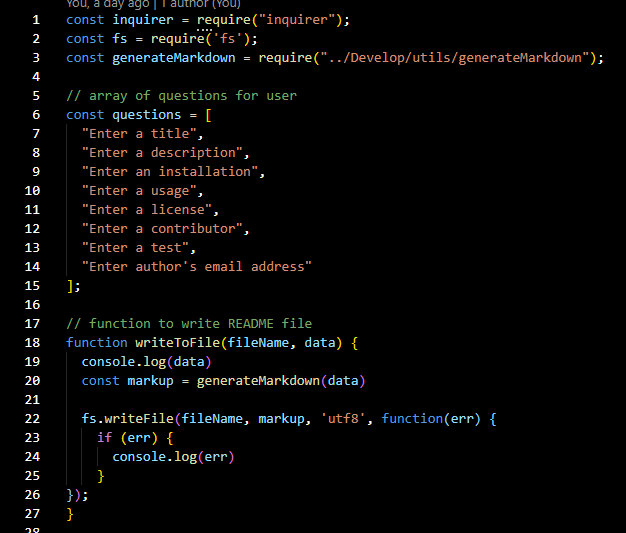 You, a day ago | 1 author (You)
1 const inquirer = require("inquirer");
2 const fs = require('fs');
3 const generateMarkdown = require("../Develop/utils/generateMarkdown");
4
5 // array of questions for user
6 const questions = [
7   "Enter a title",
8   "Enter a description",
9   "Enter an installation",
10   "Enter a usage",
11   "Enter a license",
12   "Enter a contributor",
13   "Enter a test",
14   "Enter author's email address"
15 ];
16
17 // function to write README file
18 function writeToFile(fileName, data) {
19   console.log(data)
20   const markup = generateMarkdown(data)
21
22   fs.writeFile(fileName, markup, 'utf8', function(err) {
23     if (err) {
24       console.log(err)
25     }
26 });
27 }
28